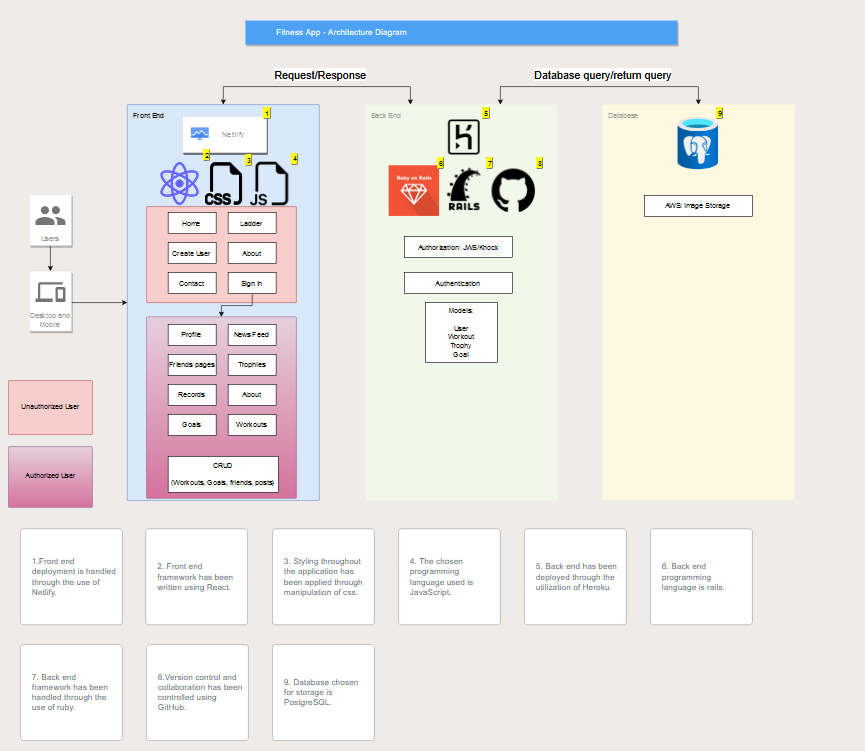 Fitness App - Architecture Diagram
Request/Response
Database query/return query
Front End
1
Netlify
2
3
4
CSS
JS
Home
Ladder
Create User
About
Contact
Sign in
Profile
News Feed
Friends pages
Trophies
Records
About
Goals
Workouts
CRUD
(Workouts, Goals, friends, posts)
Users
Desktop and
Mobile
Unauthorized User
Authorized User
Back End
5
6
7
8
Ruby on Rails
RAILS
Authorization: JWS/Knock
Authentication
Models:
User
Workout
Trophy
Goal
Database
9
AWS: Image Storage
1.Front end
deployment is handled
through the use of
Netlify.
2. Front end
framework has been
written using React.
3. Styling throughout
the application has
been applied through
manipulation of css.
4. The chosen
programming
language used is
JavaScript.
5. Back end has been
deployed through the
utilization of Heroku.
6. Back end
programming
language is rails.
7. Back end
framework has been
handled through the
use of ruby.
8.Version control and
collaboration has been
controlled using
GitHub.
9. Database chosen
for storage is
PostgreSQL.